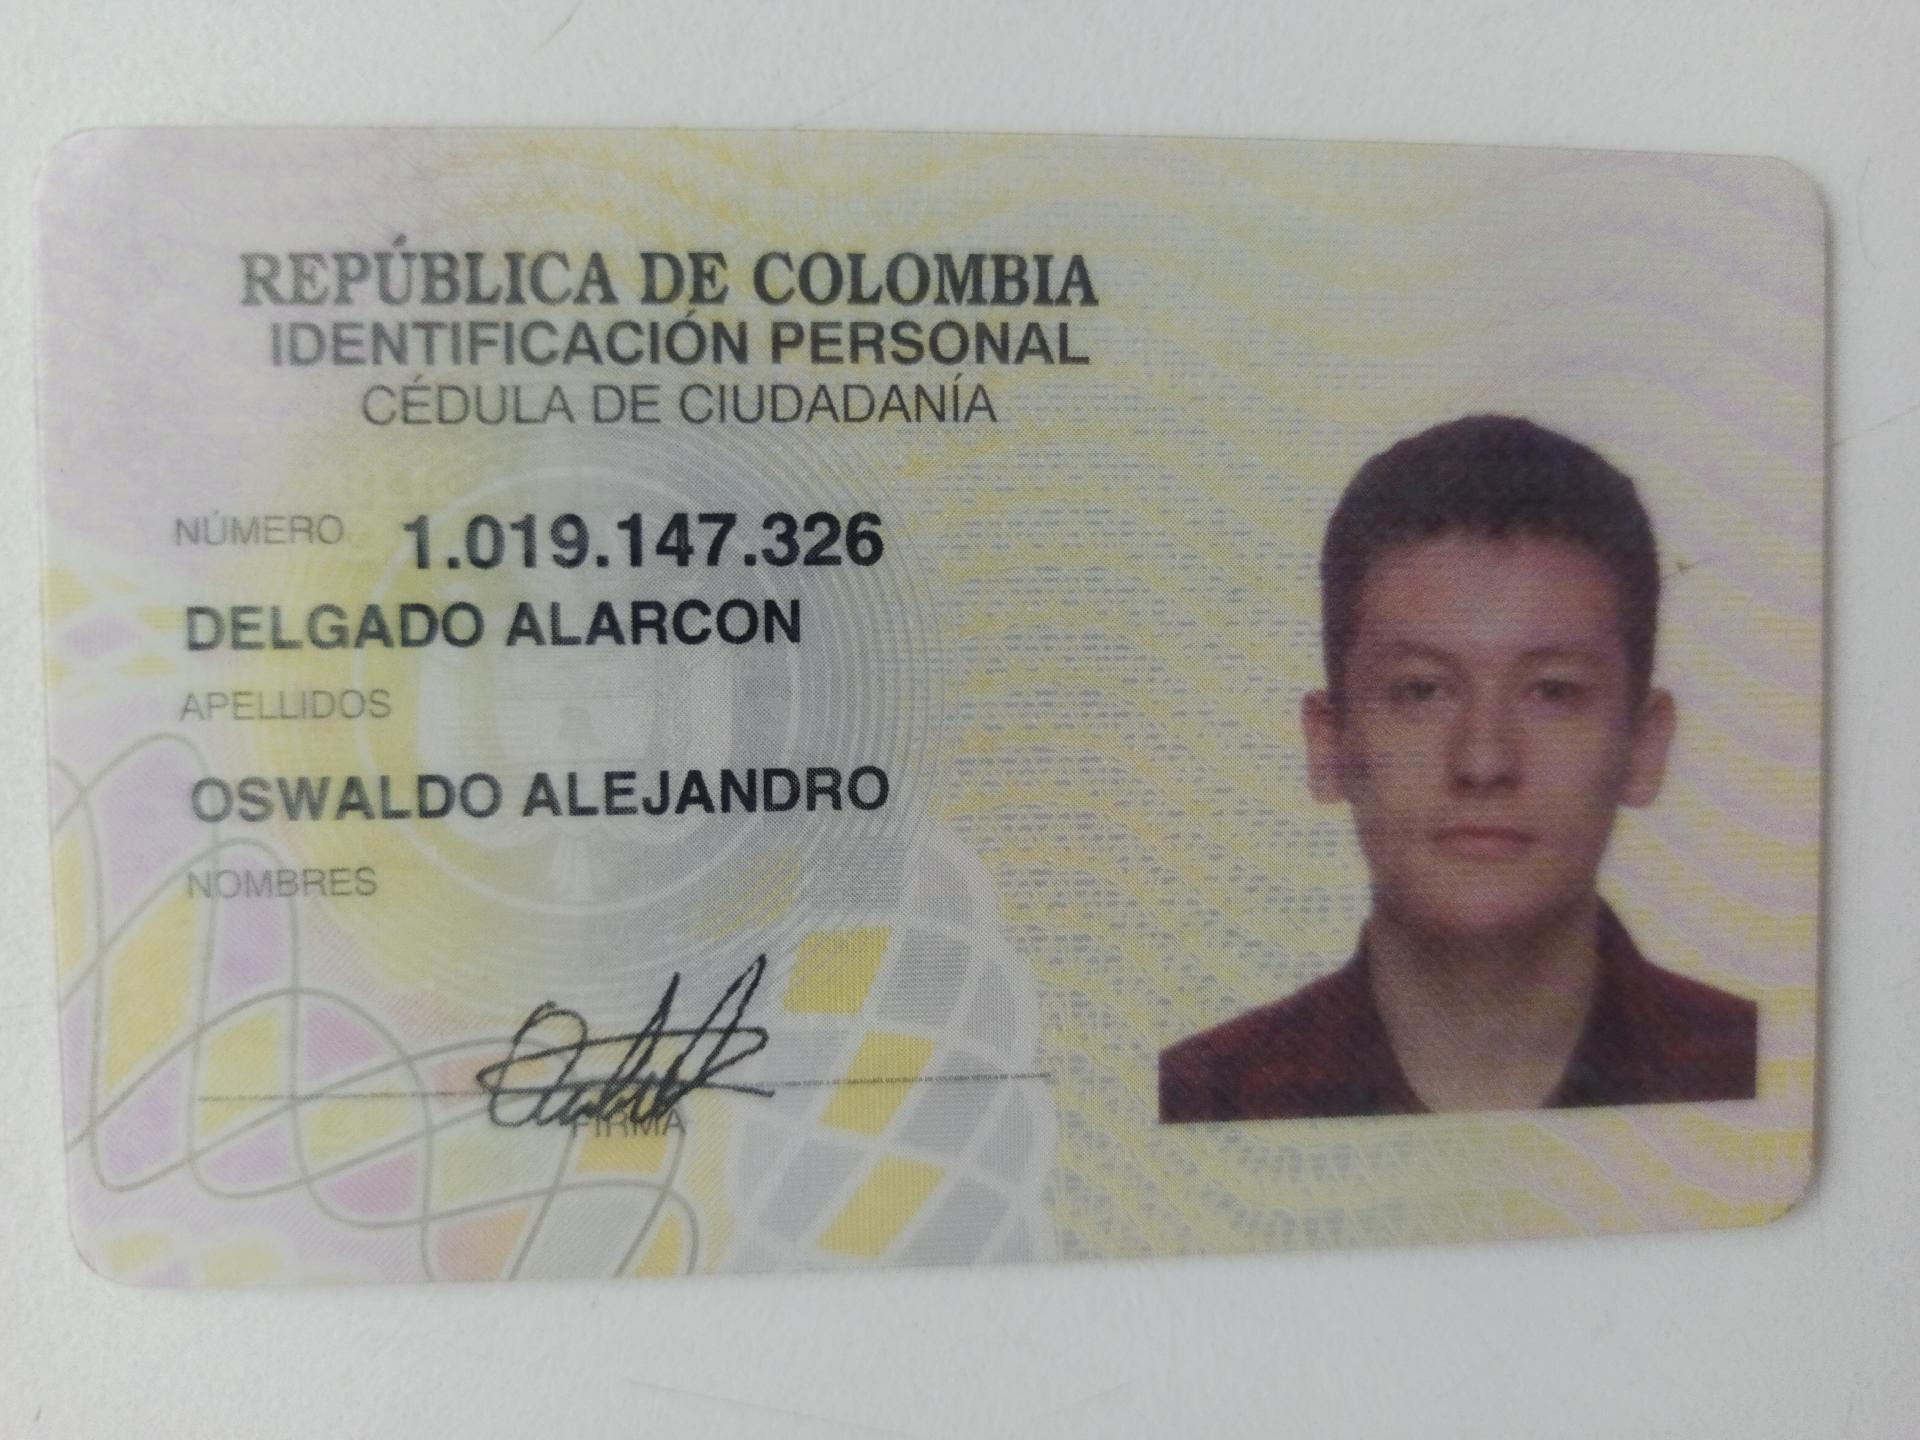 REPÚBLICA DE COLOMBIA
IDENTIFICACIÓN PERSONAL
CÉDULA DE CIUDADANÍA
NÚMERO 1.019.147.326
DELGADO ALARCON
APELLIDOS
OSWALDO ALEJANDRO
NOMBRES
FIRMA